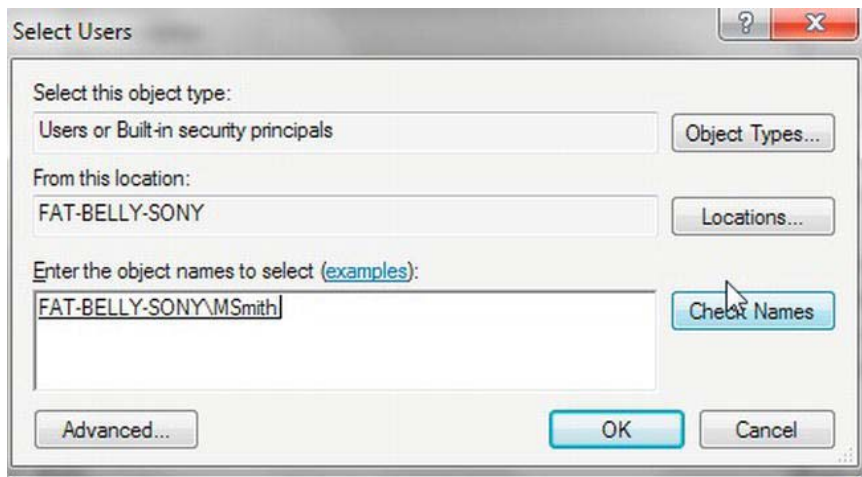 Select Users
Select this object type:
Users or Built-in security principals
Object Types...
From this location:
FAT-BELLY-SONY
Locations...
Enter the object names to select (examples):
FAT-BELLY-SONY\MSmith
Check Names
Advanced...
OK
Cancel